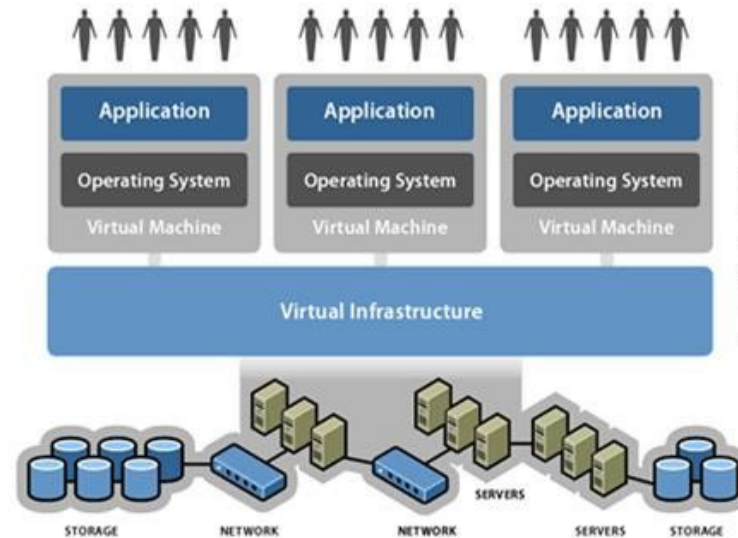 Application Application Application
Operating System Operating System Operating System
Virtual Machine Virtual Machine Virtual Machine
Virtual Infrastructure
SERVERS
STORAGE NETWORK NETWORK SERVERS STORAGE